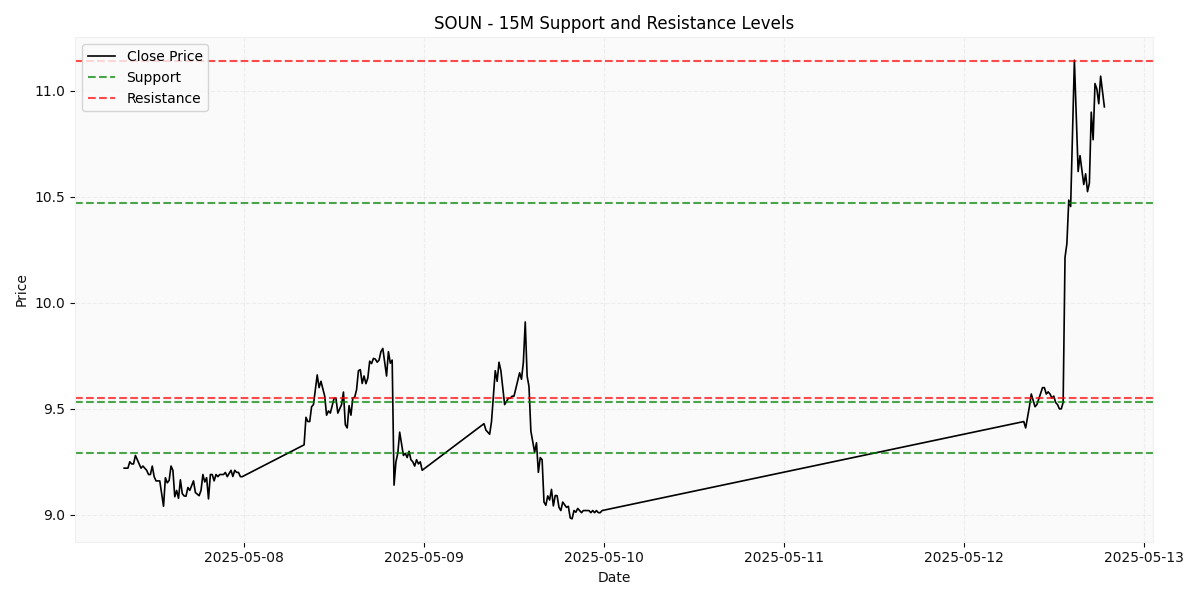 SOUN - 15M Support and Resistance Levels
Close Price
Support
Resistance
Price
11.0
10.5
10.0
9.5
9.0
2025-05-08
2025-05-09
2025-05-10
2025-05-11
2025-05-12
2025-05-13
Date